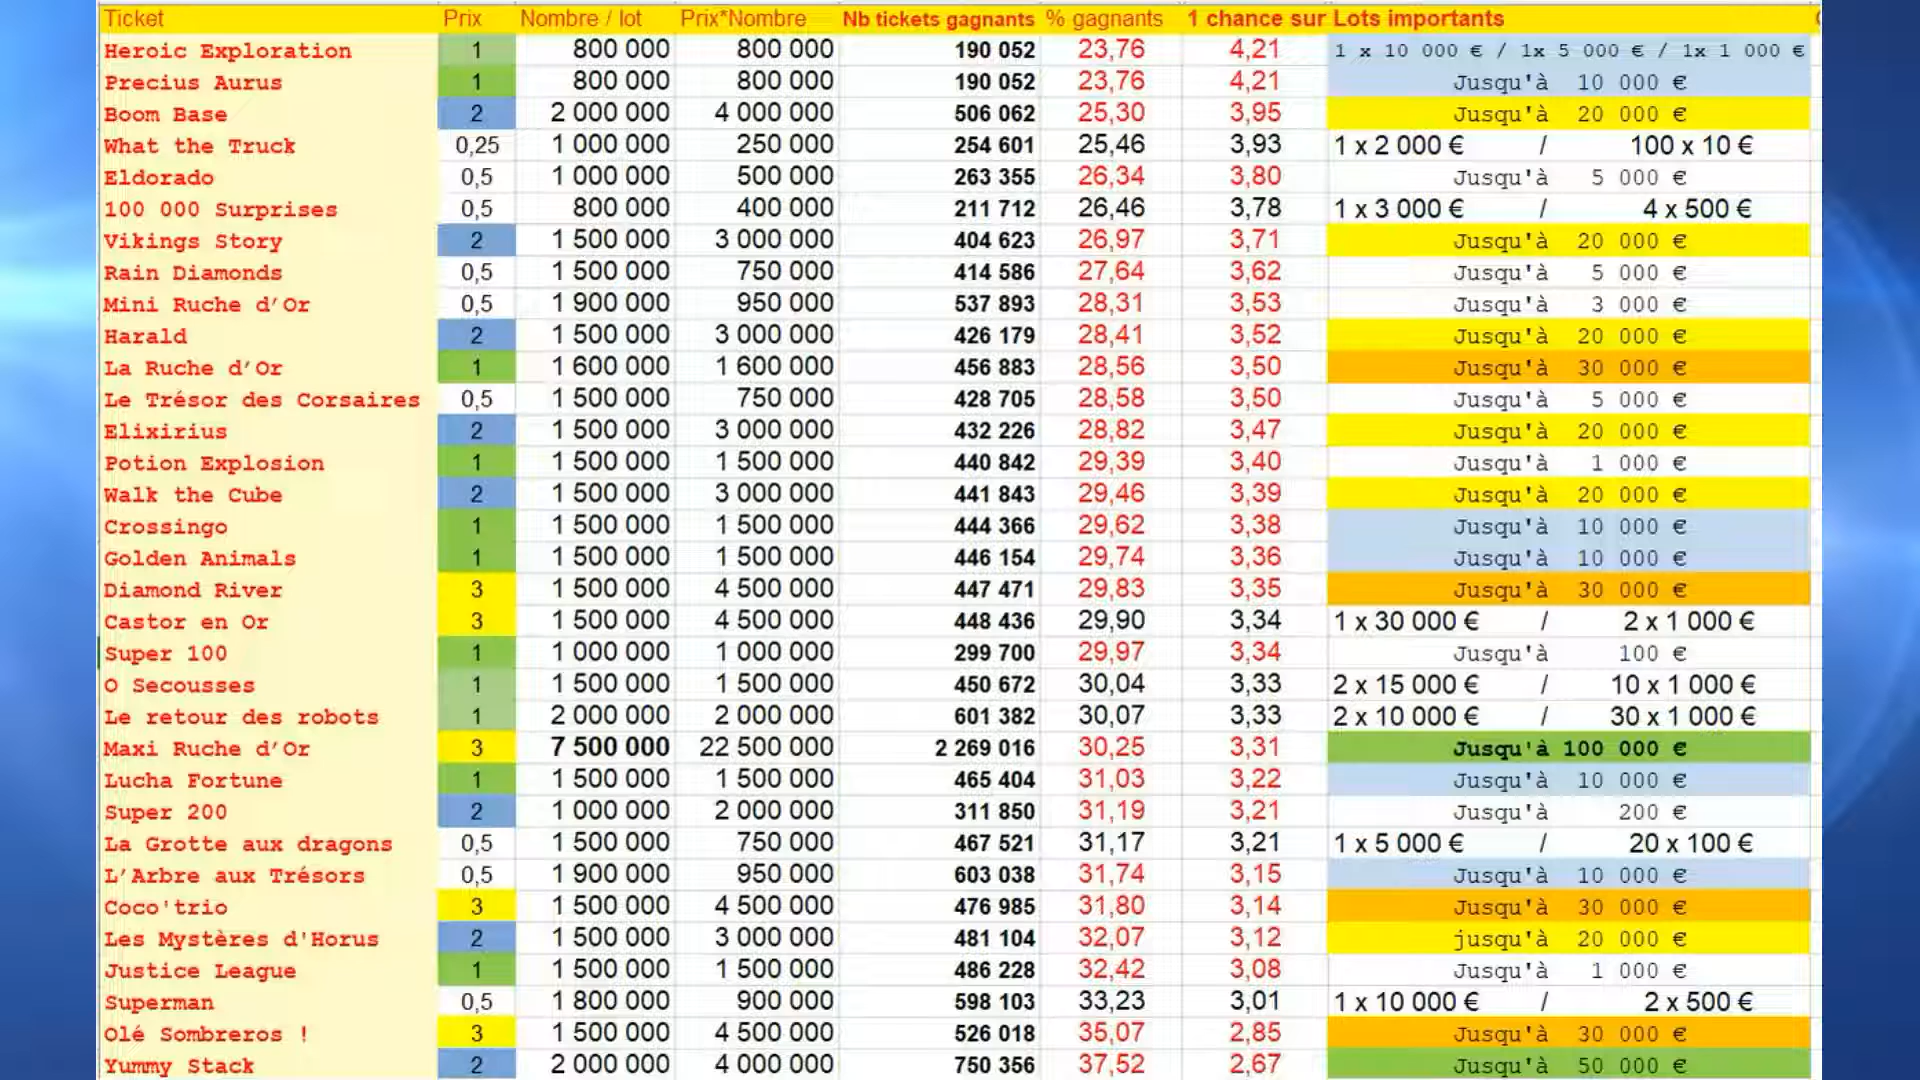 Ticket Prix Nombre / lot Prix*Nombre Nb tickets gagnants % gagnants 1 chance sur Lots importants
Heroic Exploration 1 800 000 800 000 190 052 23,76 4,21 1 x 10 000 € / 1x 5 000 € / 1x 1 000 €
Precius Aurus 1 800 000 800 000 190 052 23,76 4,21 Jusqu'à 10 000 €
Boom Base 2 2 000 000 4 000 000 506 062 25,30 3,95 Jusqu'à 20 000 €
What the Truck 0,25 1 000 000 250 000 254 601 25,46 3,93 1 x 2 000 € / 100 x 10 €
Eldorado 0,5 1 000 000 500 000 263 355 26,34 3,80 Jusqu'à 5 000 €
100 000 Surprises 0,5 800 000 400 000 211 712 26,46 3,78 1 x 3 000 € / 4 x 500 €
Vikings Story 2 1 500 000 3 000 000 404 623 26,97 3,71 Jusqu'à 20 000 €
Rain Diamonds 0,5 1 500 000 750 000 414 586 27,64 3,62 Jusqu'à 5 000 €
Mini Ruche d’Or 0,5 1 900 000 950 000 537 893 28,31 3,53 Jusqu'à 3 000 €
Harald 2 1 500 000 3 000 000 426 179 28,41 3,52 Jusqu'à 20 000 €
La Ruche d’Or 1 1 600 000 1 600 000 456 883 28,56 3,50 Jusqu'à 30 000 €
Le Trésor des Corsaires 0,5 1 500 000 750 000 428 705 28,58 3,50 Jusqu'à 5 000 €
Elixirius 2 1 500 000 3 000 000 432 226 28,82 3,47 Jusqu'à 20 000 €
Potion Explosion 1 1 500 000 1 500 000 440 842 29,39 3,40 Jusqu'à 1 000 €
Walk the Cube 2 1 500 000 3 000 000 441 843 29,46 3,39 Jusqu'à 20 000 €
Crossingo 1 1 500 000 1 500 000 444 366 29,62 3,38 Jusqu'à 10 000 €
Golden Animals 1 1 500 000 1 500 000 446 154 29,74 3,36 Jusqu'à 10 000 €
Diamond River 3 1 500 000 4 500 000 447 471 29,83 3,35 Jusqu'à 30 000 €
Castor en Or 3 1 500 000 4 500 000 448 436 29,90 3,34 1 x 30 000 € / 2 x 1 000 €
Super 100 1 1 000 000 1 000 000 299 700 29,97 3,34 Jusqu'à 100 €
O Secousses 1 1 500 000 1 500 000 450 672 30,04 3,33 2 x 15 000 € / 10 x 1 000 €
Le retour des robots 1 2 000 000 2 000 000 601 382 30,07 3,33 2 x 10 000 € / 30 x 1 000 €
Maxi Ruche d’Or 3 7 500 000 22 500 000 2 269 016 30,25 3,31 Jusqu'à 100 000 €
Lucha Fortune 1 1 500 000 1 500 000 465 404 31,03 3,22 Jusqu'à 10 000 €
Super 200 2 1 000 000 2 000 000 311 850 31,19 3,21 Jusqu'à 200 €
La Grotte aux dragons 0,5 1 500 000 750 000 467 521 31,17 3,21 1 x 5 000 € / 20 x 100 €
L’Arbre aux Trésors 0,5 1 900 000 950 000 603 038 31,74 3,15 Jusqu'à 10 000 €
Coco'trio 3 1 500 000 4 500 000 476 985 31,80 3,14 Jusqu'à 30 000 €
Les Mystères d'Horus 2 1 500 000 3 000 000 481 104 32,07 3,12 jusqu'à 20 000 €
Justice League 1 1 500 000 1 500 000 486 228 32,42 3,08 Jusqu'à 1 000 €
Superman 0,5 1 800 000 900 000 598 103 33,23 3,01 1 x 10 000 € / 2 x 500 €
Olé Sombreros ! 3 1 500 000 4 500 000 526 018 35,07 2,85 Jusqu'à 30 000 €
Yummy Stack 2 2 000 000 4 000 000 750 356 37,52 2,67 Jusqu'à 50 000 €